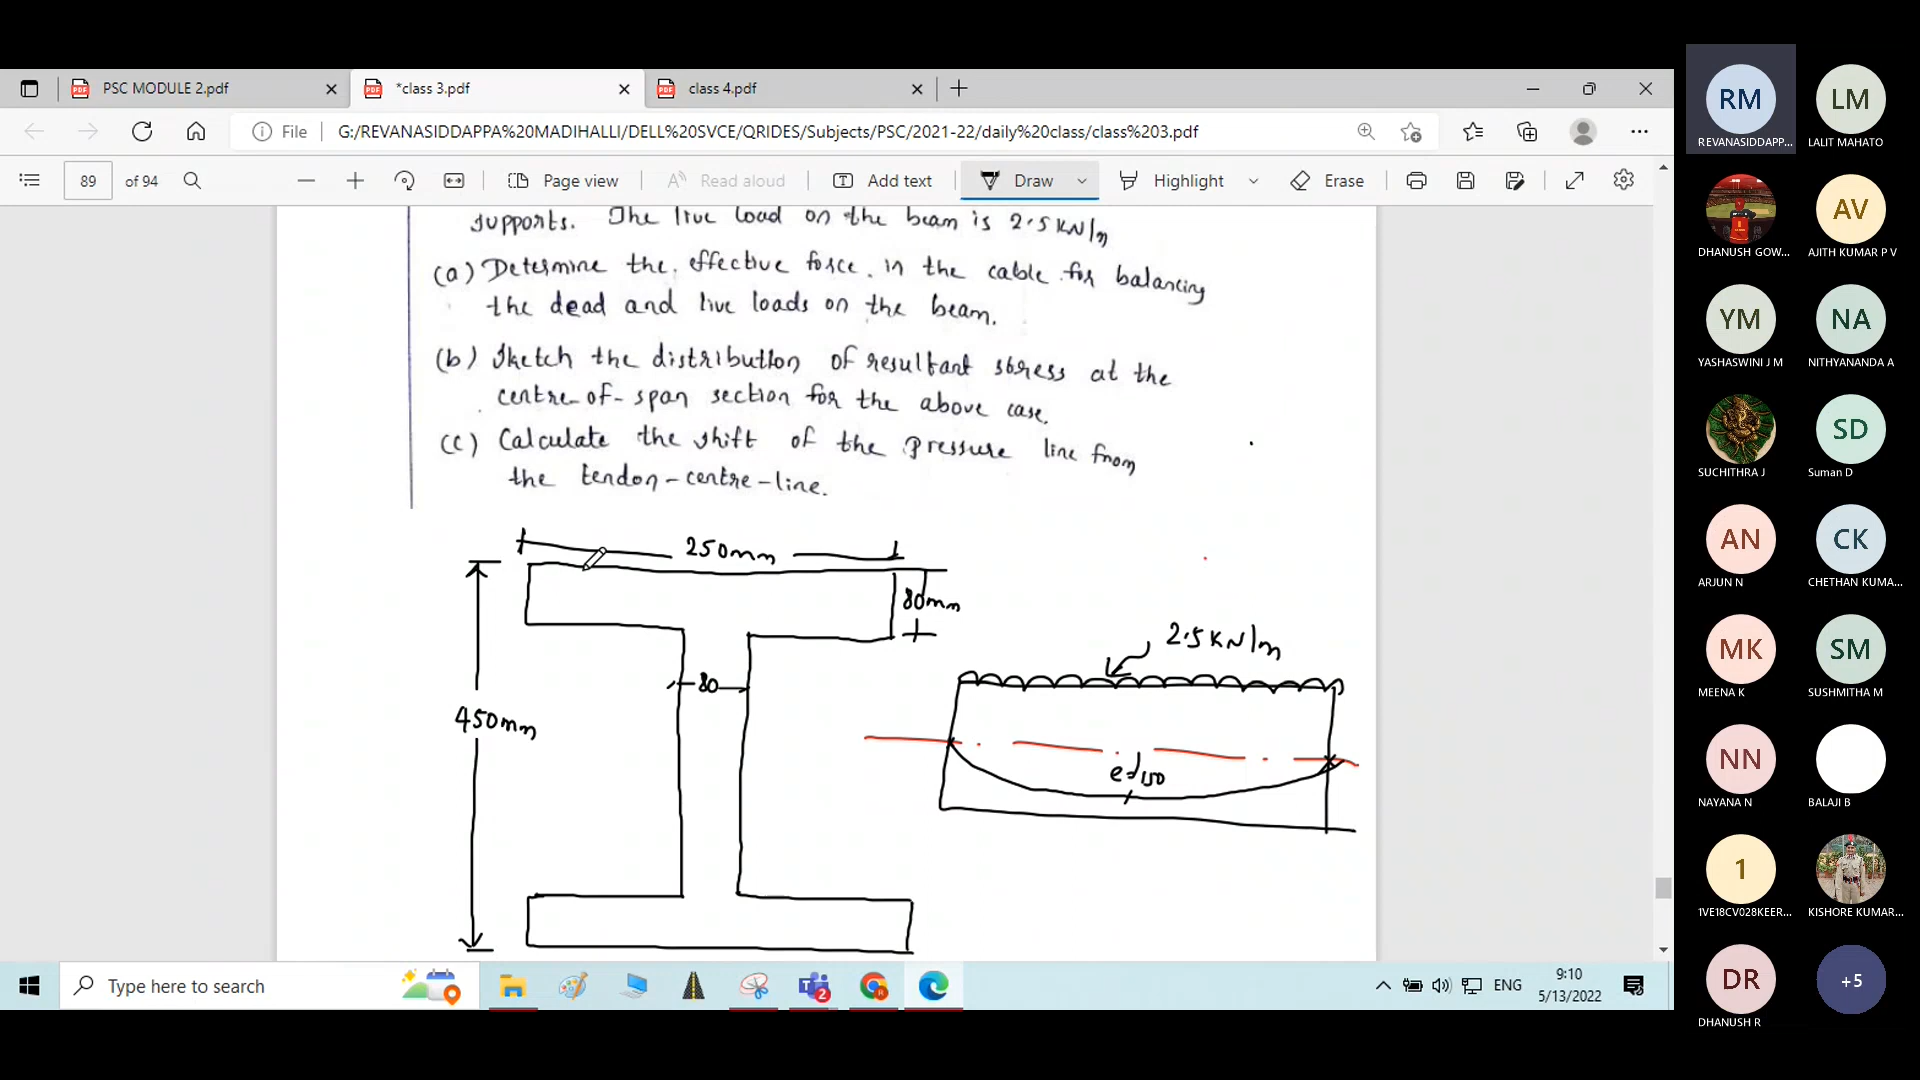 PSC MODULE 2.pdf
*class 3.pdf
class 4.pdf
File
G:/REVANASIDDAPPA%20MADIHALLI/DELL%20SVCE/QRIDES/Subjects/PSC/2021-22/daily%20class/class%203.pdf
89 of 94
Page view
Read aloud
Add text
Draw
Highlight
Erase
supports. The live load on the beam is 2.5 KN/m
(a) Determine the effective force in the cable for balancing
the dead and live loads on the beam.
(b) Sketch the distribution of resultant stress at the
centre-of-span section for the above case.
(c) Calculate the shift of the pressure line from
the tendon-centre-line.
250mm
80mm
80
450mm
2.5 KN/m
e=150
RM
REVANASIDDAPP...
LM
LALIT MAHATO
DHANUSH GOW...
AV
AJITH KUMAR P V
YM
YASHASWINI J M
NA
NITHYANANDA A
SUCHITHRA J
SD
Suman D
AN
ARJUN N
CK
CHETHAN KUMA...
MK
MEENA K
SM
SUSHMITHA M
NN
NAYANA N
BALAJI B
1
1VE18CV028KEER...
KISHORE KUMAR...
DR
DHANUSH R
+5
Type here to search
2
R
ENG
9:10
5/13/2022